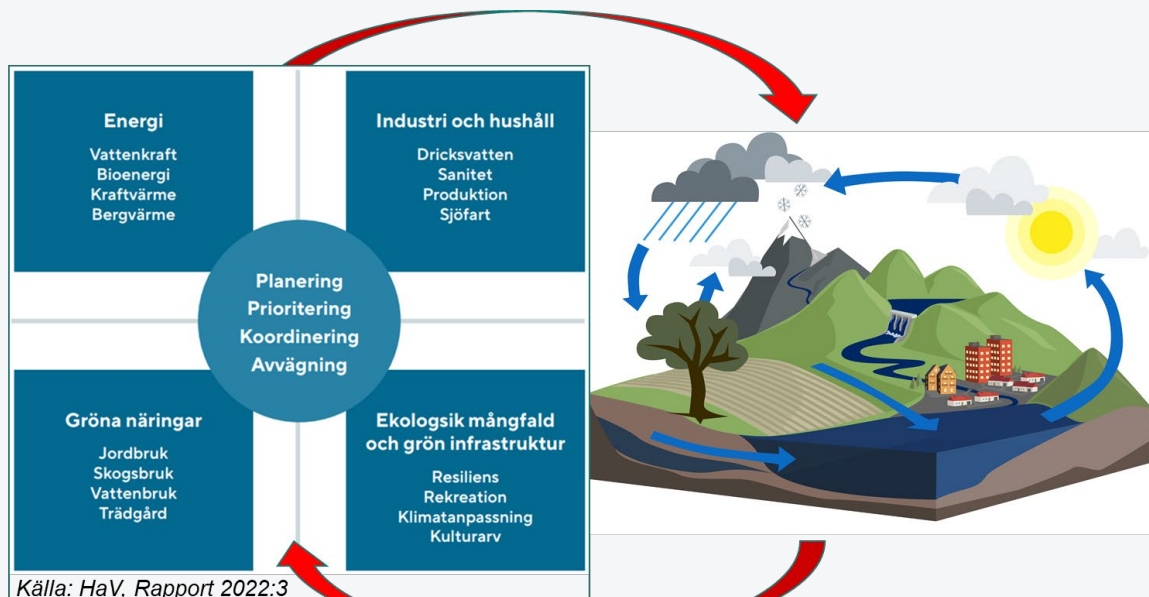 Energi
Vattenkraft
Bioenergi
Kraftvärme
Bergvärme
Industri och hushåll
Dricksvatten
Sanitet
Produktion
Sjöfart
Planering
Prioritering
Koordinering
Avvägning
Gröna näringar
Jordbruk
Skogsbruk
Vattenbruk
Trädgård
Ekologsik mångfald
och grön infrastruktur
Resiliens
Rekreation
Klimatanpassning
Kulturarv
Källa: HaV, Rapport 2022:3